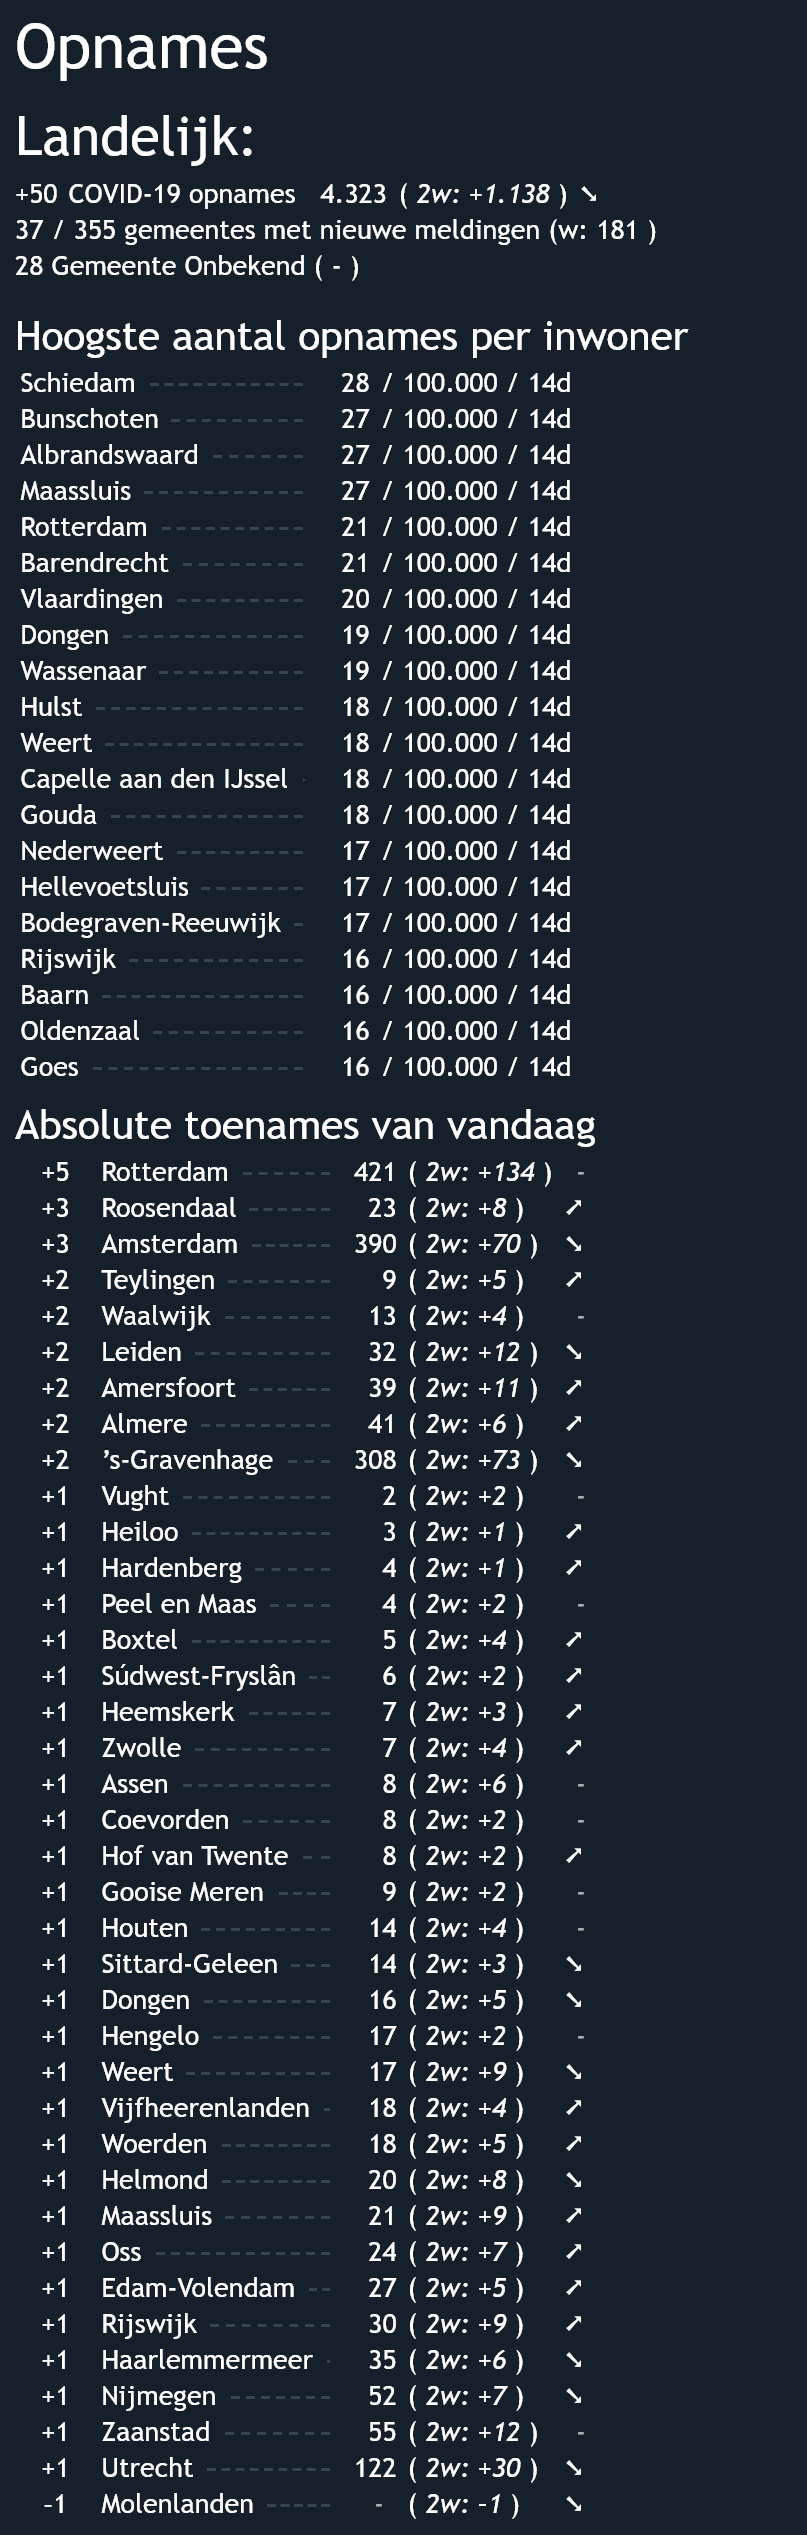 Opnames
Landelijk:
+50 COVID-19 opnames 4.323 ( 2w: +1.138 ) ➘
37 / 355 gemeentes met nieuwe meldingen (w: 181 )
28 Gemeente Onbekend ( - )
Hoogste aantal opnames per inwoner
Schiedam ----------- 28 / 100.000 / 14d
Bunschoten ---------- 27 / 100.000 / 14d
Albrandswaard ------ 27 / 100.000 / 14d
Maassluis ------------ 27 / 100.000 / 14d
Rotterdam ---------- 21 / 100.000 / 14d
Barendrecht -------- 21 / 100.000 / 14d
Vlaardingen --------- 20 / 100.000 / 14d
Dongen ------------- 19 / 100.000 / 14d
Wassenaar ---------- 19 / 100.000 / 14d
Hulst --------------- 18 / 100.000 / 14d
Weert -------------- 18 / 100.000 / 14d
Capelle aan den IJssel - 18 / 100.000 / 14d
Gouda -------------- 18 / 100.000 / 14d
Nederweert --------- 17 / 100.000 / 14d
Hellevoetsluis ------- 17 / 100.000 / 14d
Bodegraven-Reeuwijk - 17 / 100.000 / 14d
Rijswijk ------------ 16 / 100.000 / 14d
Baarn -------------- 16 / 100.000 / 14d
Oldenzaal ---------- 16 / 100.000 / 14d
Goes --------------- 16 / 100.000 / 14d
Absolute toenames van vandaag
+5 Rotterdam ------ 421 ( 2w: +134 ) -
+3 Roosendaal ------ 23 ( 2w: +8 ) ➚
+3 Amsterdam ------ 390 ( 2w: +70 ) ➘
+2 Teylingen ------- 9 ( 2w: +5 ) ➚
+2 Waalwijk ------- 13 ( 2w: +4 ) -
+2 Leiden --------- 32 ( 2w: +12 ) ➘
+2 Amersfoort ------ 39 ( 2w: +11 ) ➚
+2 Almere --------- 41 ( 2w: +6 ) ➚
+2 ’s-Gravenhage --- 308 ( 2w: +73 ) ➘
+1 Vught ---------- 2 ( 2w: +2 ) -
+1 Heiloo ---------- 3 ( 2w: +1 ) ➚
+1 Hardenberg ----- 4 ( 2w: +1 ) ➚
+1 Peel en Maas ---- 4 ( 2w: +2 ) -
+1 Boxtel ---------- 5 ( 2w: +4 ) ➚
+1 Súdwest-Fryslân -- 6 ( 2w: +2 ) ➚
+1 Heemskerk ------ 7 ( 2w: +3 ) ➚
+1 Zwolle --------- 7 ( 2w: +4 ) ➚
+1 Assen ---------- 8 ( 2w: +6 ) -
+1 Coevorden ------ 8 ( 2w: +2 ) -
+1 Hof van Twente -- 8 ( 2w: +2 ) ➚
+1 Gooise Meren ---- 9 ( 2w: +2 ) -
+1 Houten --------- 14 ( 2w: +4 ) -
+1 Sittard-Geleen --- 14 ( 2w: +3 ) ➘
+1 Dongen --------- 16 ( 2w: +5 ) ➘
+1 Hengelo -------- 17 ( 2w: +2 ) -
+1 Weert ---------- 17 ( 2w: +9 ) ➘
+1 Vijfheerenlanden - 18 ( 2w: +4 ) ➚
+1 Woerden -------- 18 ( 2w: +5 ) ➚
+1 Helmond -------- 20 ( 2w: +8 ) ➘
+1 Maassluis ------- 21 ( 2w: +9 ) ➚
+1 Oss ------------ 24 ( 2w: +7 ) ➚
+1 Edam-Volendam -- 27 ( 2w: +5 ) ➚
+1 Rijswijk -------- 30 ( 2w: +9 ) ➚
+1 Haarlemmermeer - 35 ( 2w: +6 ) ➘
+1 Nijmegen ------- 52 ( 2w: +7 ) ➘
+1 Zaanstad ------- 55 ( 2w: +12 ) -
+1 Utrecht --------- 122 ( 2w: +30 ) ➘
-1 Molenlanden ----- - ( 2w: -1 ) ➘